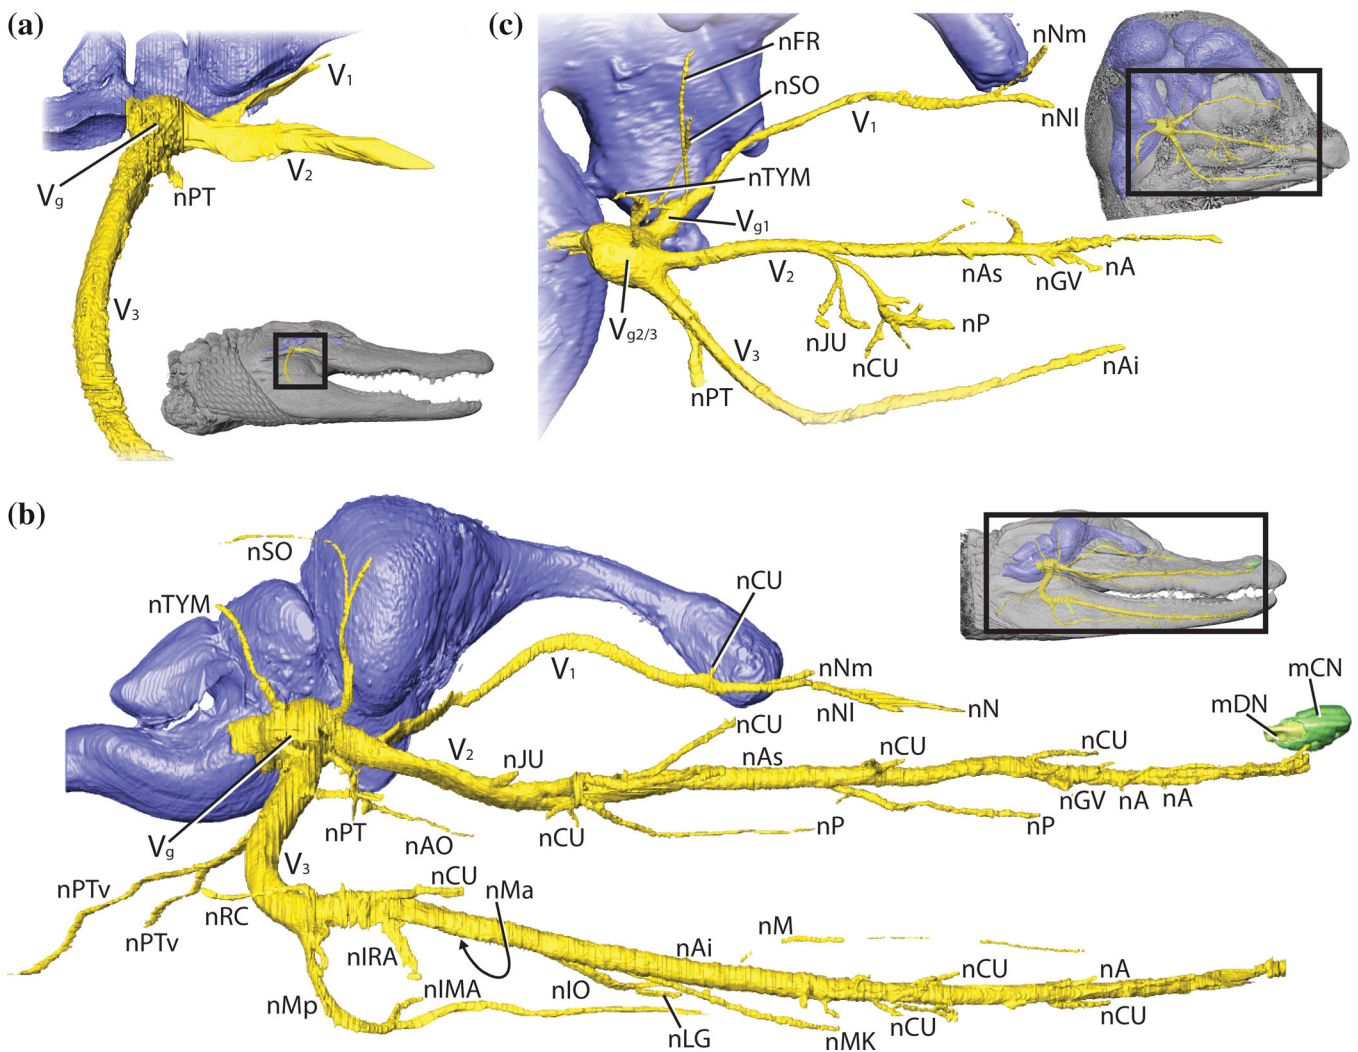 (a)
V1
Vg
V2
nPT
V3
(c)
nFR
nSO
nNm
nNl
V1
nTYM
Vg1
V2
nAs
nGV
nA
Vg2/3
nJU
nP
nCU
V3
nPT
nAi
(b)
nSO
nTYM
nCU
V1
nNm
nNl
nN
mCN
mDN
V2
nJU
nCU
nAs
nCU
nCU
nGV
nA
nA
nPT
nAO
nCU
nP
nP
Vg
V3
nPTv
nPTv
nRC
nCU
nMa
nIRA
nM
nAi
nCU
nA
nMp
nIMA
nIO
nLG
nMK
nCU
nCU